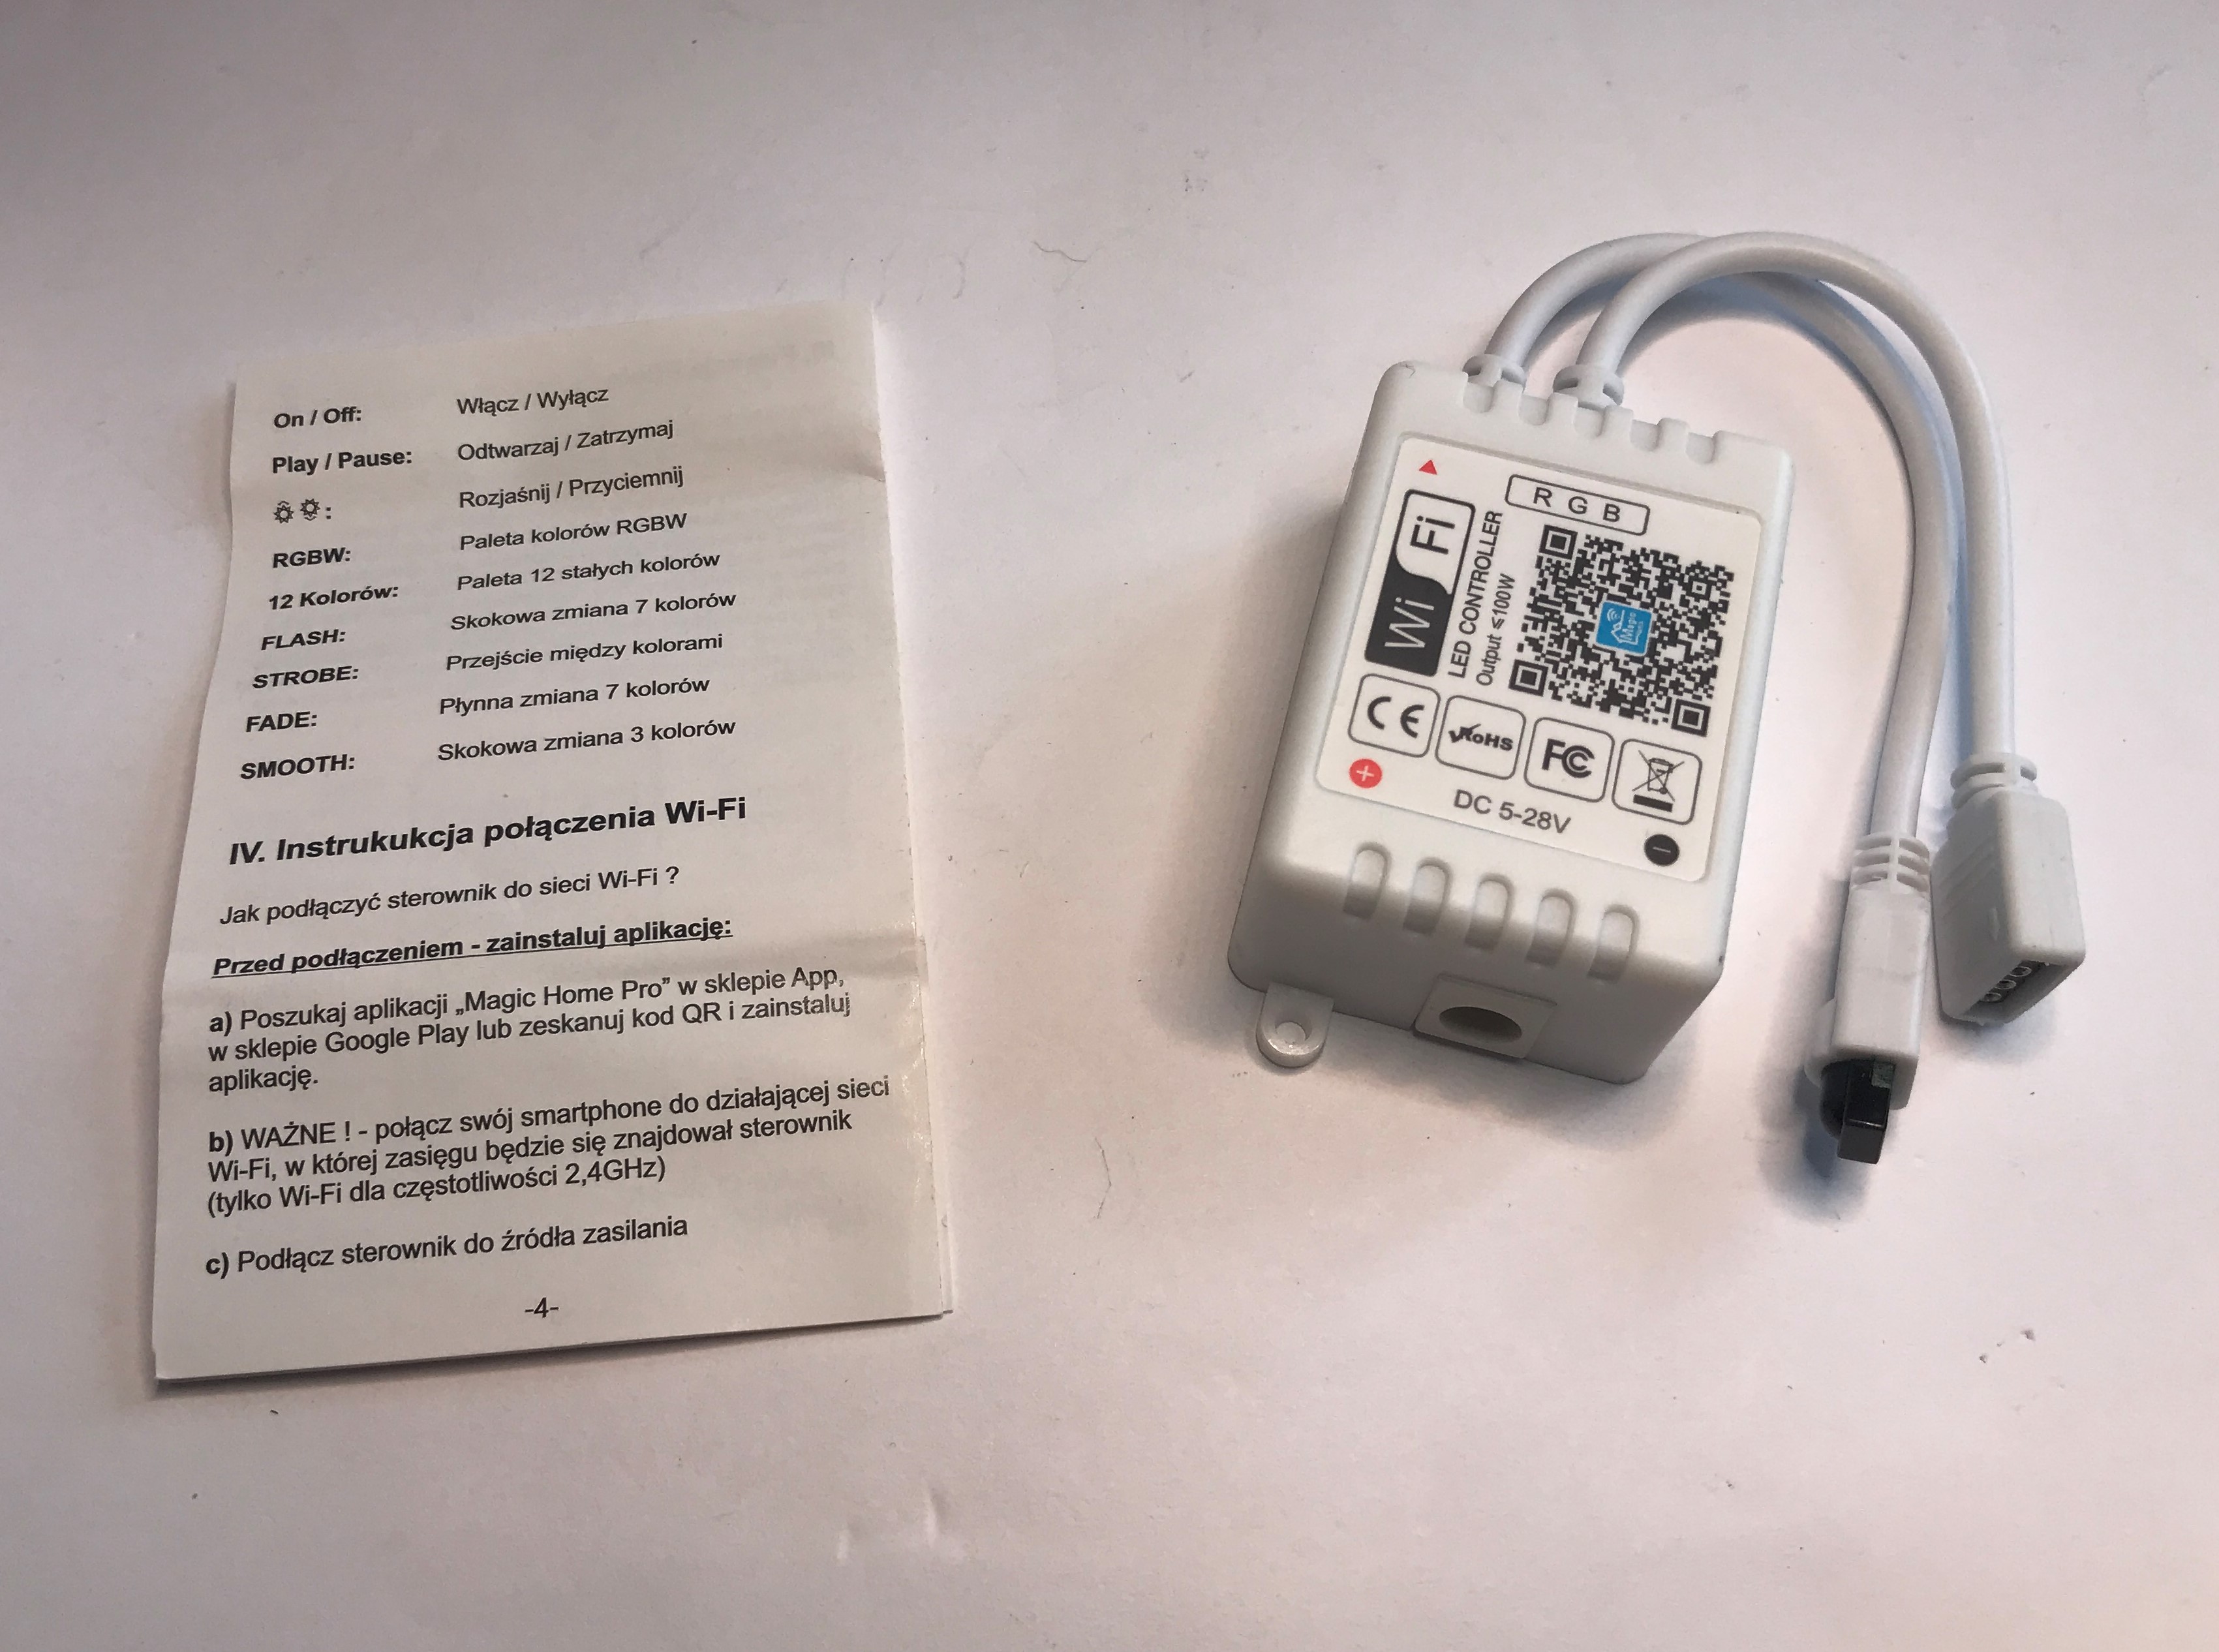 On / Off: Włącz / Wyłącz
Play / Pause: Odtwarzaj / Zatrzymaj
: Rozjaśnij / Przyciemnij
RGBW: Paleta kolorów RGBW
12 Kolorów: Paleta 12 stałych kolorów
FLASH: Skokowa zmiana 7 kolorów
STROBE: Przejście między kolorami
FADE: Płynna zmiana 7 kolorów
SMOOTH: Skokowa zmiana 3 kolorów
IV. Instrukukcja połączenia Wi-Fi
Jak podłączyć sterownik do sieci Wi-Fi ?
Przed podłączeniem - zainstaluj aplikację:
a) Poszukaj aplikacji „Magic Home Pro” w sklepie App,
w sklepie Google Play lub zeskanuj kod QR i zainstaluj
aplikację.
b) WAŻNE ! - połącz swój smartphone do działającej sieci
Wi-Fi, w której zasięgu będzie się znajdował sterownik
(tylko Wi-Fi dla częstotliwości 2,4GHz)
c) Podłącz sterownik do źródła zasilania
-4-
RGB
Wi Fi
LED CONTROLLER
Output ≤100W
Magic
CE
RoHS
FC
DC 5-28V